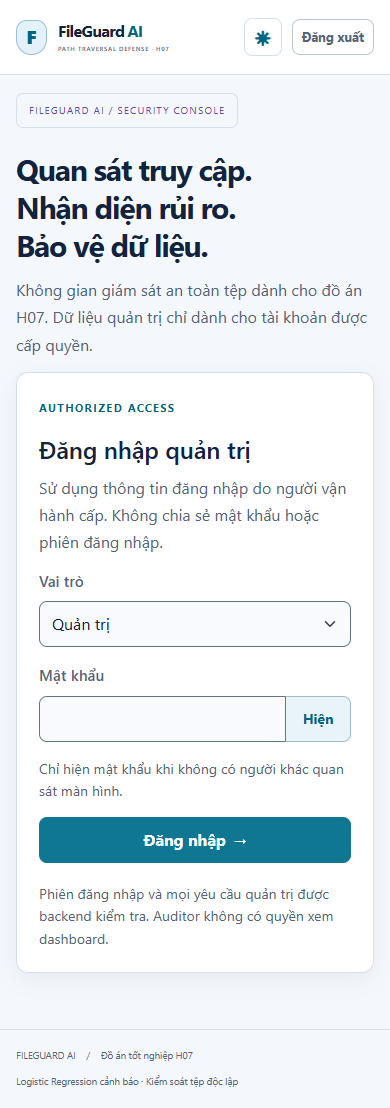 F
FileGuard AI
PATH TRAVERSAL DEFENSE · H07
Đăng xuất
FILEGUARD AI / SECURITY CONSOLE
Quan sát truy cập.
Nhận diện rủi ro.
Bảo vệ dữ liệu.
Không gian giám sát an toàn tệp dành cho đồ án
H07. Dữ liệu quản trị chỉ dành cho tài khoản được
cấp quyền.
AUTHORIZED ACCESS
Đăng nhập quản trị
Sử dụng thông tin đăng nhập do người vận
hành cấp. Không chia sẻ mật khẩu hoặc
phiên đăng nhập.
Vai trò
Quản trị
Mật khẩu
Hiện
Chỉ hiện mật khẩu khi không có người khác quan
sát màn hình.
Đăng nhập →
Phiên đăng nhập và mọi yêu cầu quản trị được
backend kiểm tra. Auditor không có quyền xem
dashboard.
FILEGUARD AI / Đồ án tốt nghiệp H07
Logistic Regression cảnh báo · Kiểm soát tệp độc lập